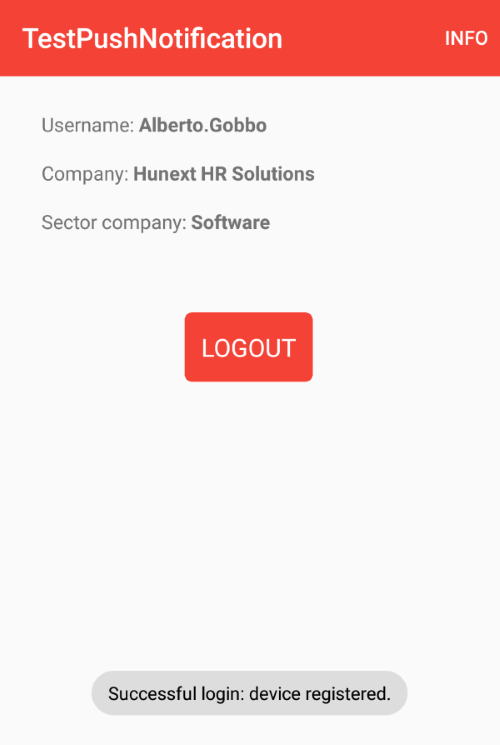 TestPushNotification INFO
Username: Alberto.Gobbo
Company: Hunext HR Solutions
Sector company: Software
LOGOUT
Successful login: device registered.